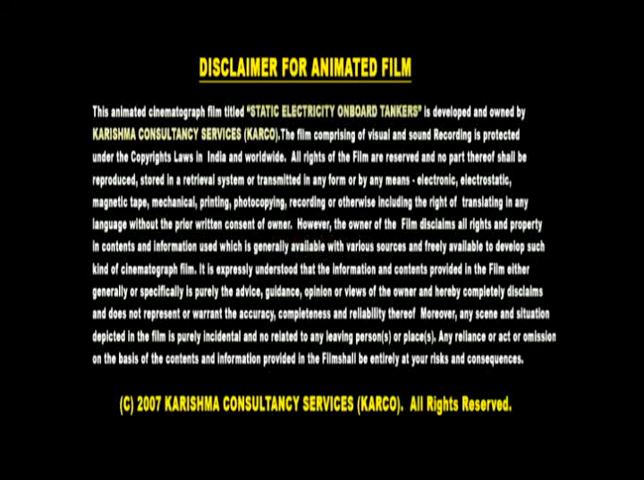 DISCLAIMER FOR ANIMATED FILM
This animated cinematograph film titled "STATIC ELECTRICITY ONBOARD TANKERS" is developed and owned by
KARISHMA CONSULTANCY SERVICES (KARCO).The film comprising of visual and sound Recording is protected
under the Copyrights Laws in India and worldwide. All rights of the Film are reserved and no part thereof shall be
reproduced, stored in a retrieval system or transmitted in any form or by any means - electronic, electrostatic,
magnetic tape, mechanical, printing, photocopying, recording or otherwise including the right of translating in any
language without the prior written consent of owner. However, the owner of the Film disclaims all rights and property
in contents and information used which is generally available with various sources and freely available to develop such
kind of cinematograph film. It is expressly understood that the information and contents provided in the Film either
generally or specifically is purely the advice, guidance, opinion or views of the owner and hereby completely disclaims
and does not represent or warrant the accuracy, completeness and reliability thereof Moreover, any scene and situation
depicted in the film is purely incidental and no related to any leaving person(s) or place(s). Any reliance or act or omission
on the basis of the contents and information provided in the Filmshall be entirely at your risks and consequences.
(C) 2007 KARISHMA CONSULTANCY SERVICES (KARCO). All Rights Reserved.